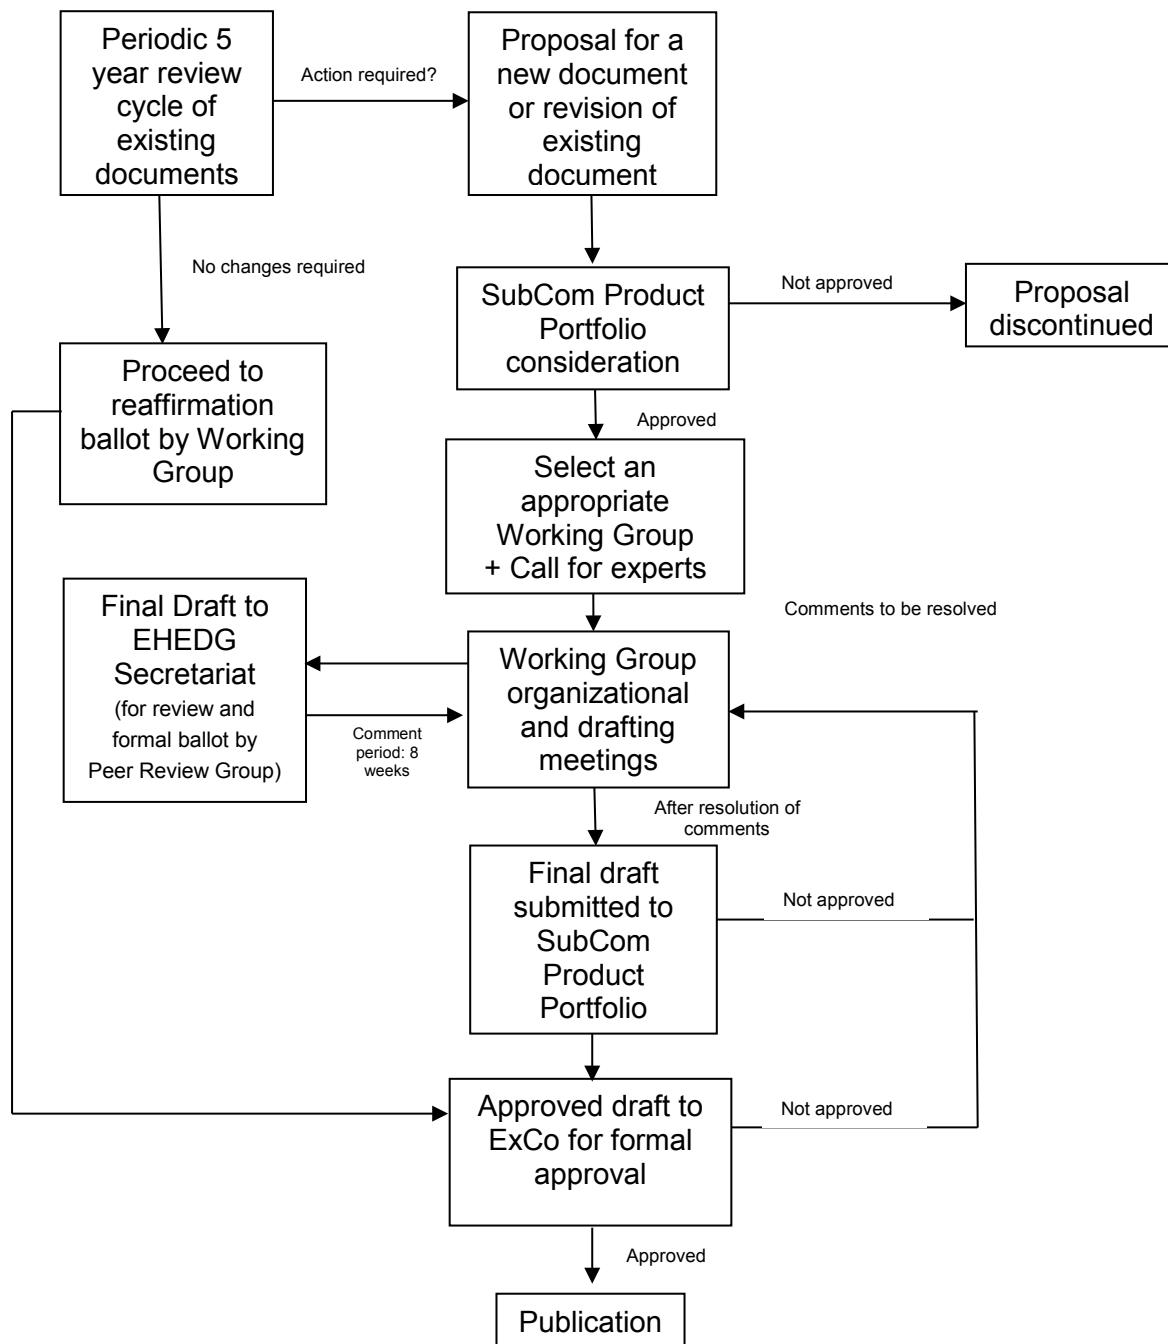 Periodic 5
year review
cycle of
existing
documents
Action required?
Proposal for a
new document
or revision of
existing
document
No changes required
SubCom Product
Portfolio
consideration
Not approved
Proposal
discontinued
Proceed to
reaffirmation
ballot by Working
Group
Approved
Select an
appropriate
Working Group
+ Call for experts
Final Draft to
EHEDG
Secretariat
(for review and
formal ballot by
Peer Review Group)
Comments to be resolved
Working Group
organizational
and drafting
meetings
Comment
period: 8
weeks
After resolution of
comments
Final draft
submitted to
SubCom
Product
Portfolio
Not approved
Approved draft to
ExCo for formal
approval
Not approved
Approved
Publication